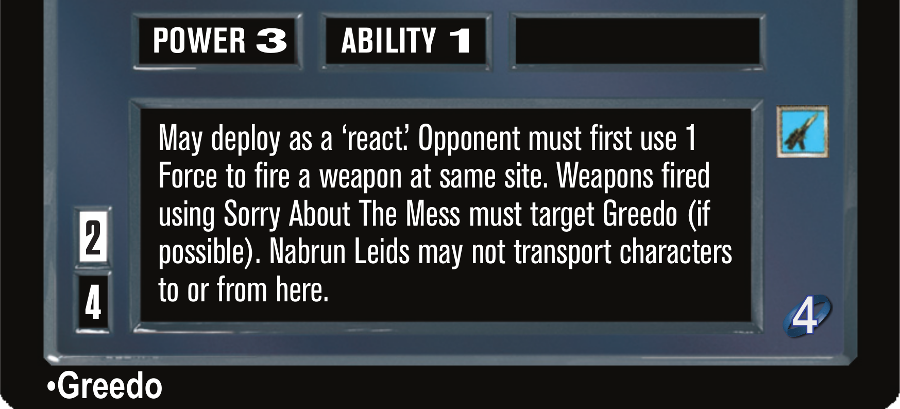 POWER 3 ABILITY 1
May deploy as a ‘react.’ Opponent must first use 1
Force to fire a weapon at same site. Weapons fired
using Sorry About The Mess must target Greedo (if
possible). Nabrun Leids may not transport characters
to or from here.
2
4
4
•Greedo